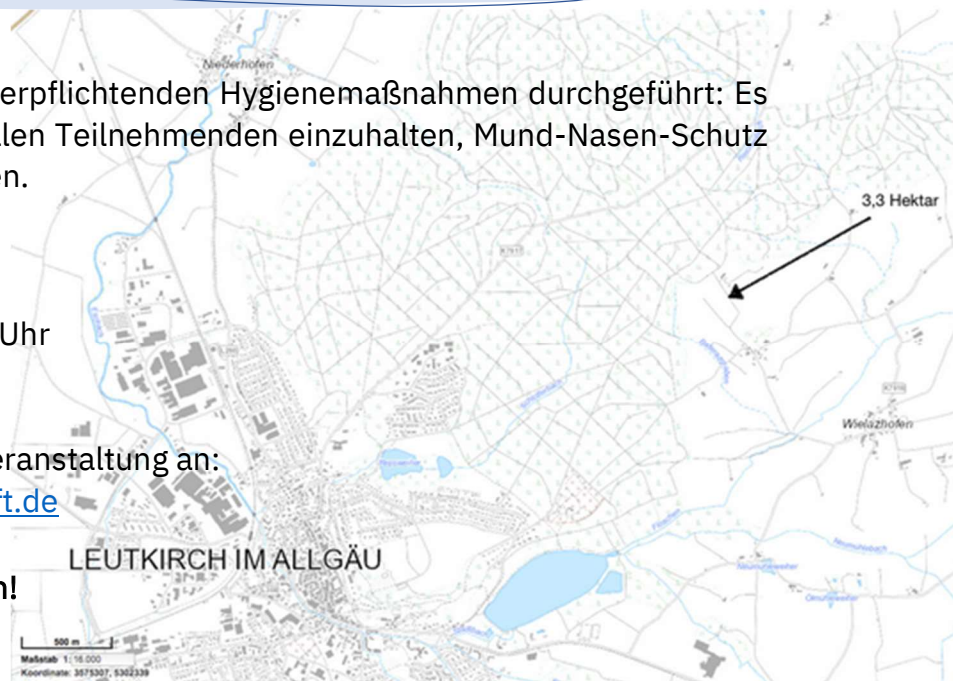 Niederhofen
erpflichtenden Hygienemaßnahmen durchgeführt: Es
llen Teilnehmenden einzuhalten, Mund-Nasen-Schutz
en.
3,3 Hektar
Uhr
Wielazhofen
eranstaltung an:
ft.de
LEUTKIRCH IM ALLGÄU
n!
500 m
Maßstab 1:16.000
Koordinate: 3575307, 5302339